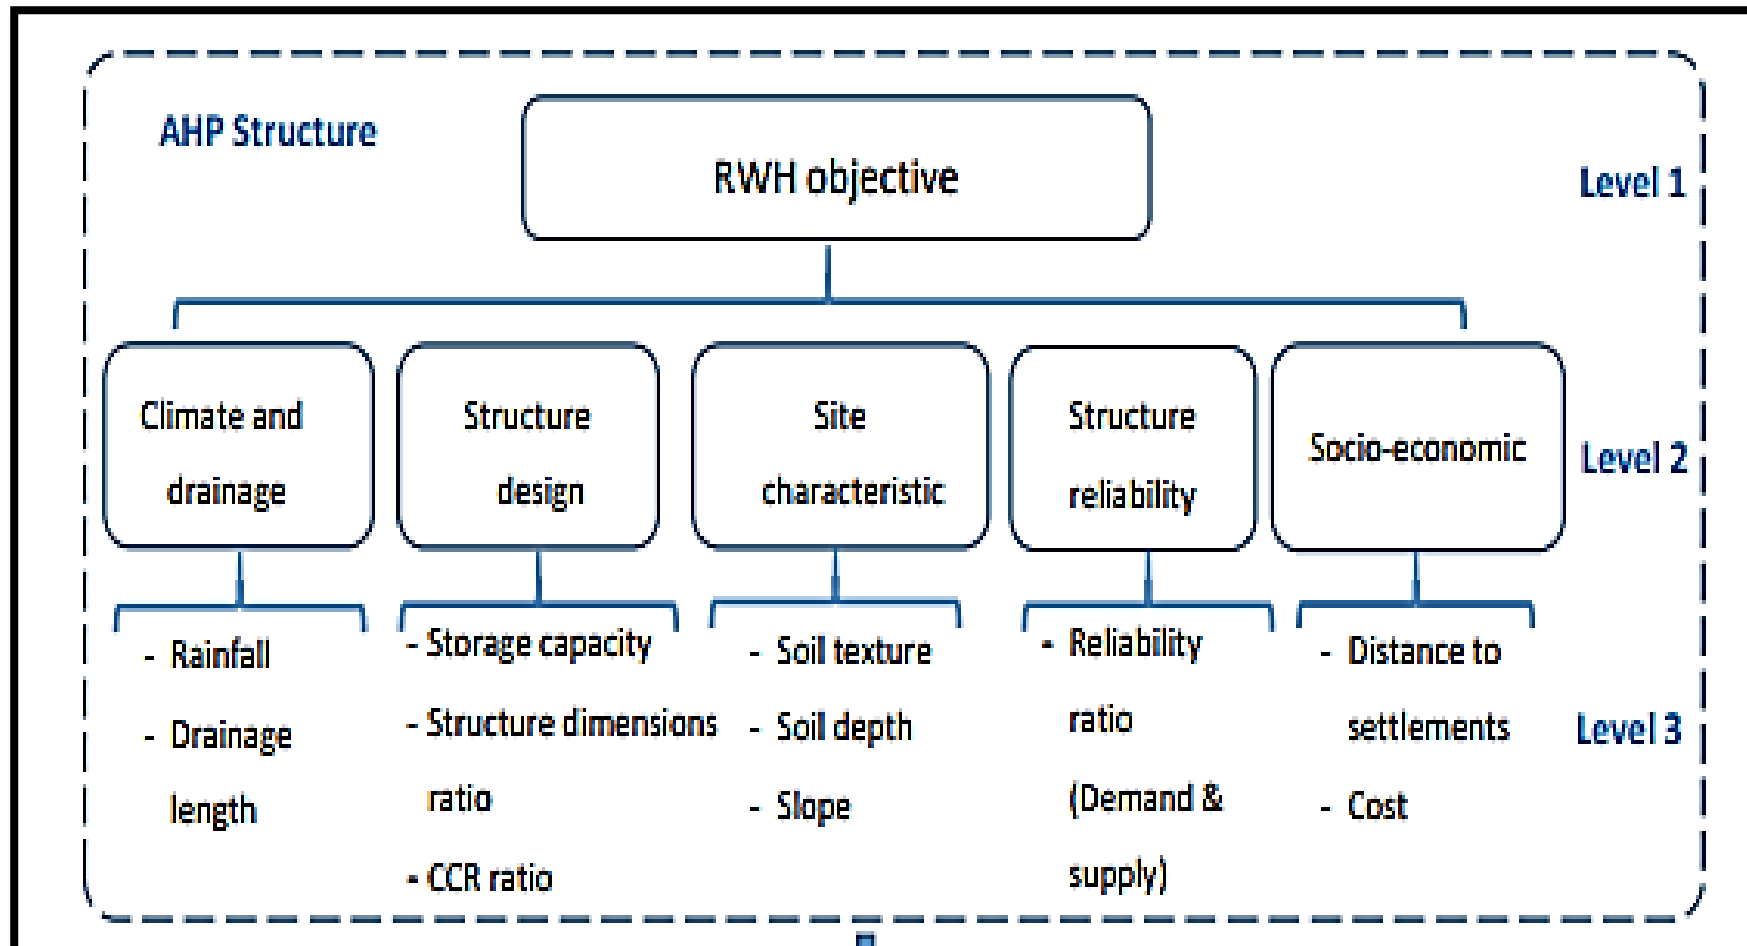 AHP Structure
RWH objective
Level 1
Climate and
drainage
Structure
design
Site
characteristic
Structure
reliability
Socio-economic
Level 2
- Rainfall
- Drainage
length
- Storage capacity
- Structure dimensions
ratio
- CCR ratio
- Soil texture
- Soil depth
- Slope
- Reliability
ratio
(Demand &
supply)
- Distance to
settlements
- Cost
Level 3